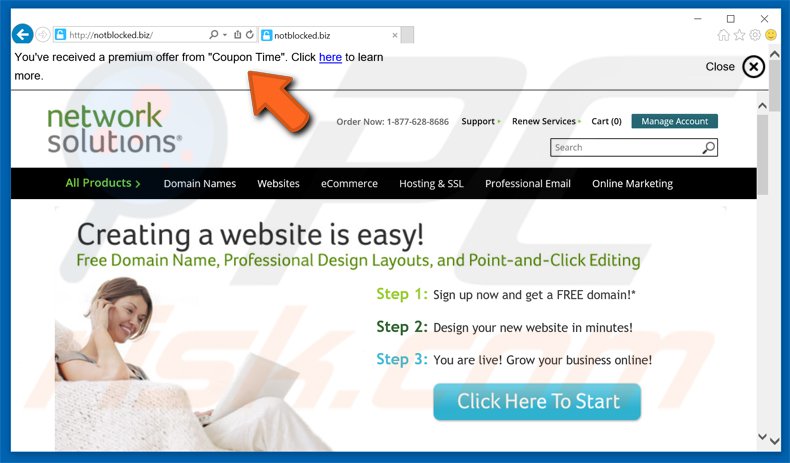 http://notblocked.biz/
notblocked.biz
You've received a premium offer from "Coupon Time". Click here to learn
more.
Close
network
solutions®
Order Now: 1-877-628-8686
Support
Renew Services
Cart (0)
Manage Account
Search
All Products
Domain Names
Websites
eCommerce
Hosting & SSL
Professional Email
Online Marketing
Creating a website is easy!
Free Domain Name, Professional Design Layouts, and Point-and-Click Editing
Step 1: Sign up now and get a FREE domain!*
Step 2: Design your new website in minutes!
Step 3: You are live! Grow your business online!
Click Here To Start
PC
risk.com